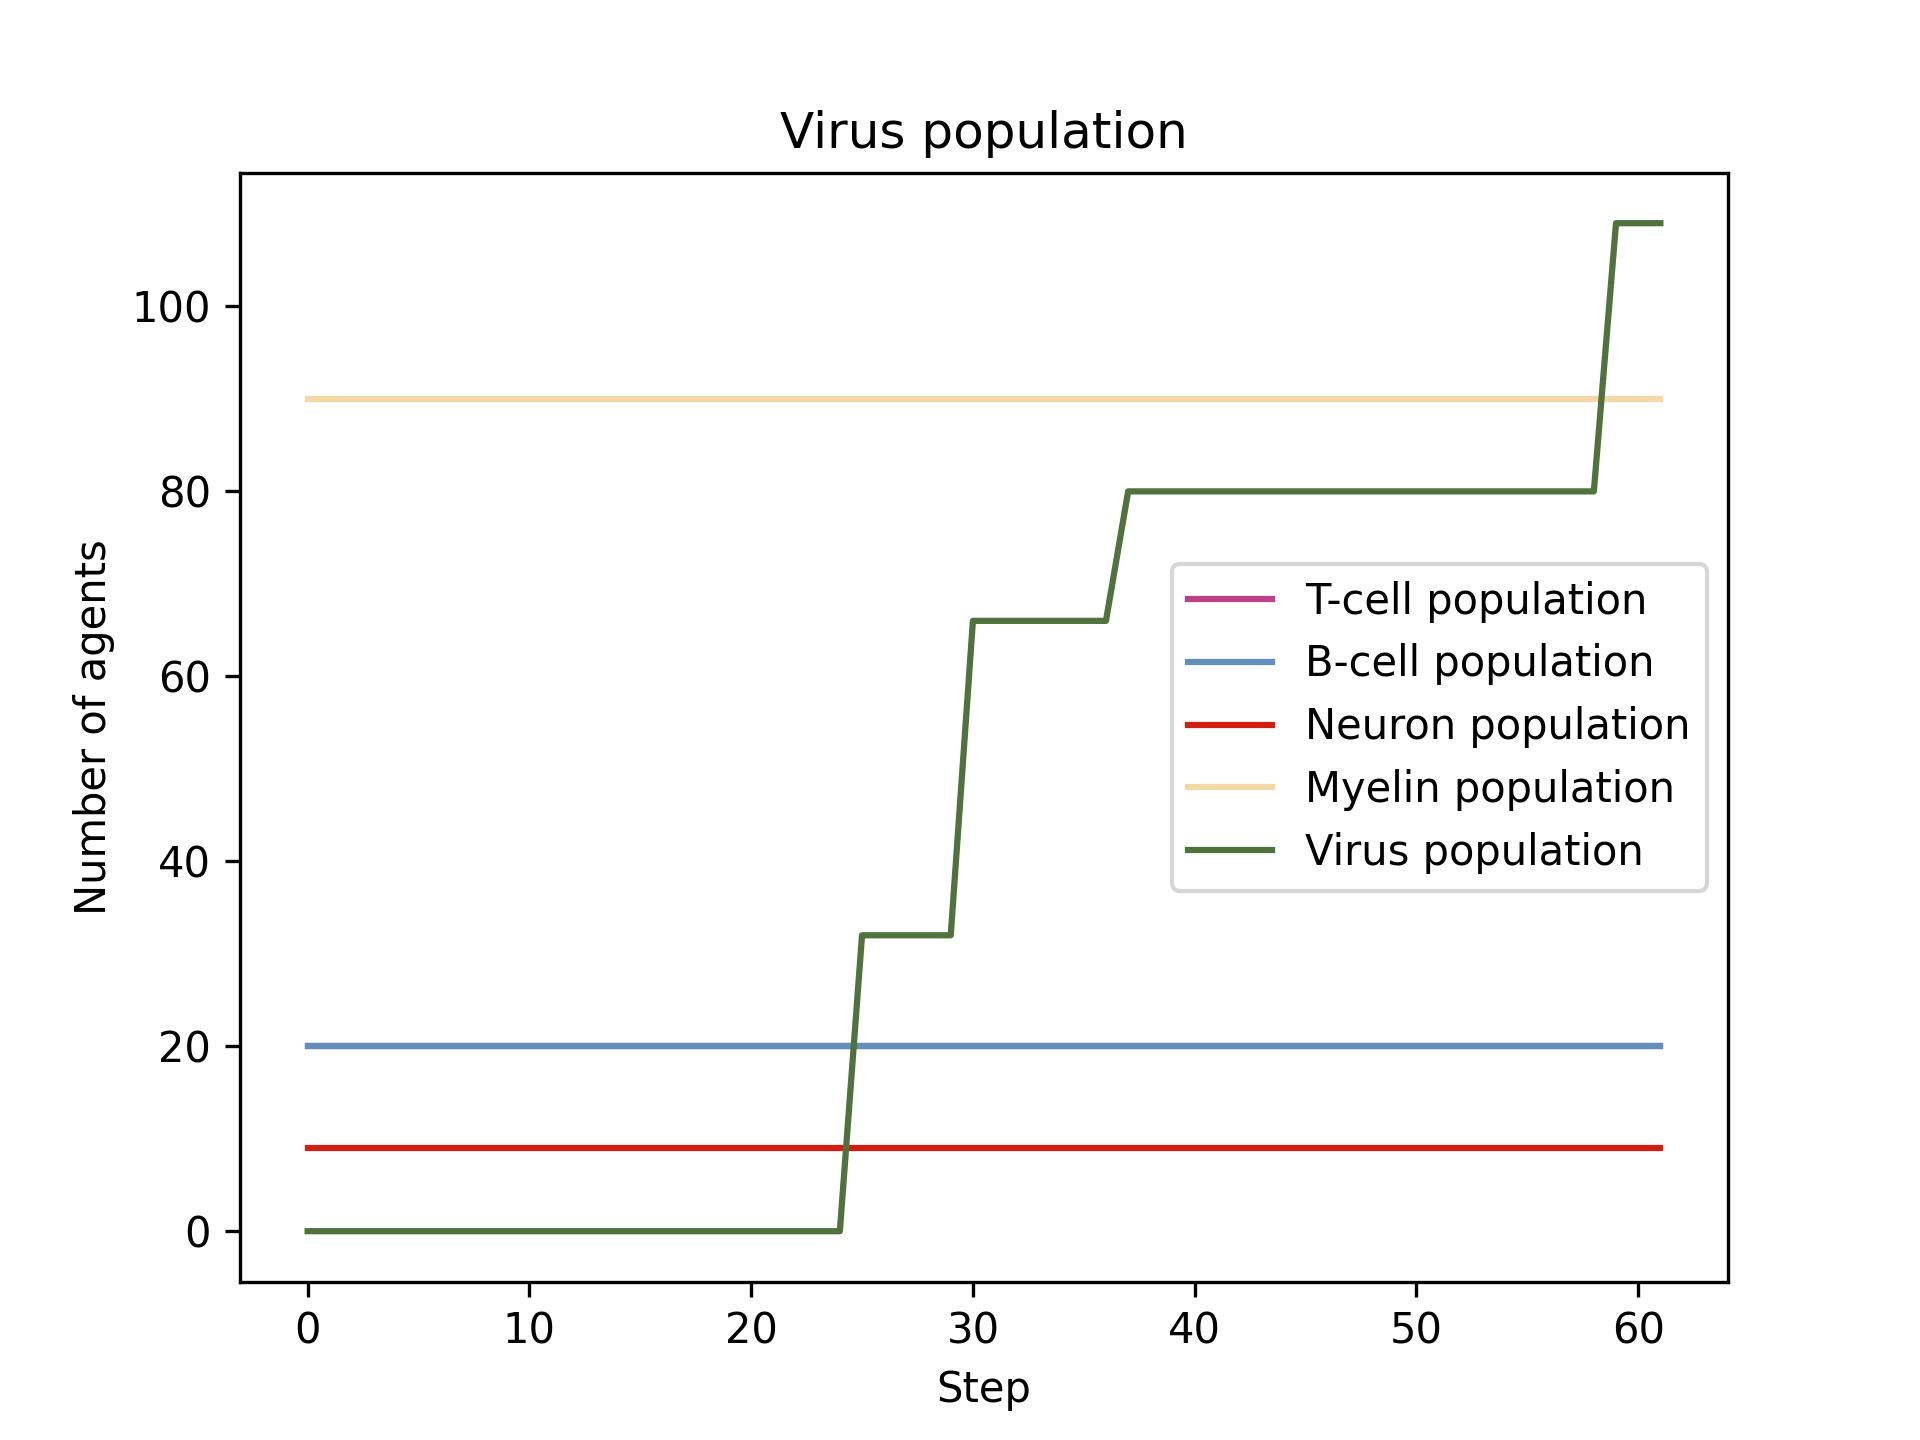 Virus population
Number of agents
100
80
60
40
20
0
T-cell population
B-cell population
Neuron population
Myelin population
Virus population
0 10 20 30 40 50 60
Step